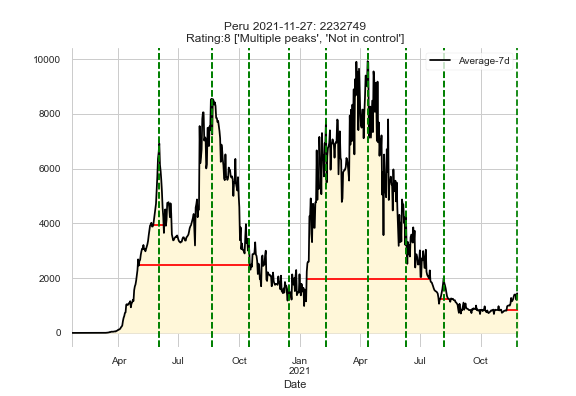 Peru 2021-11-27: 2232749
Rating:8 ['Multiple peaks', 'Not in control']
Average-7d
10000
8000
6000
4000
2000
0
Apr
Jul
Oct
Jan
2021
Apr
Jul
Oct
Date